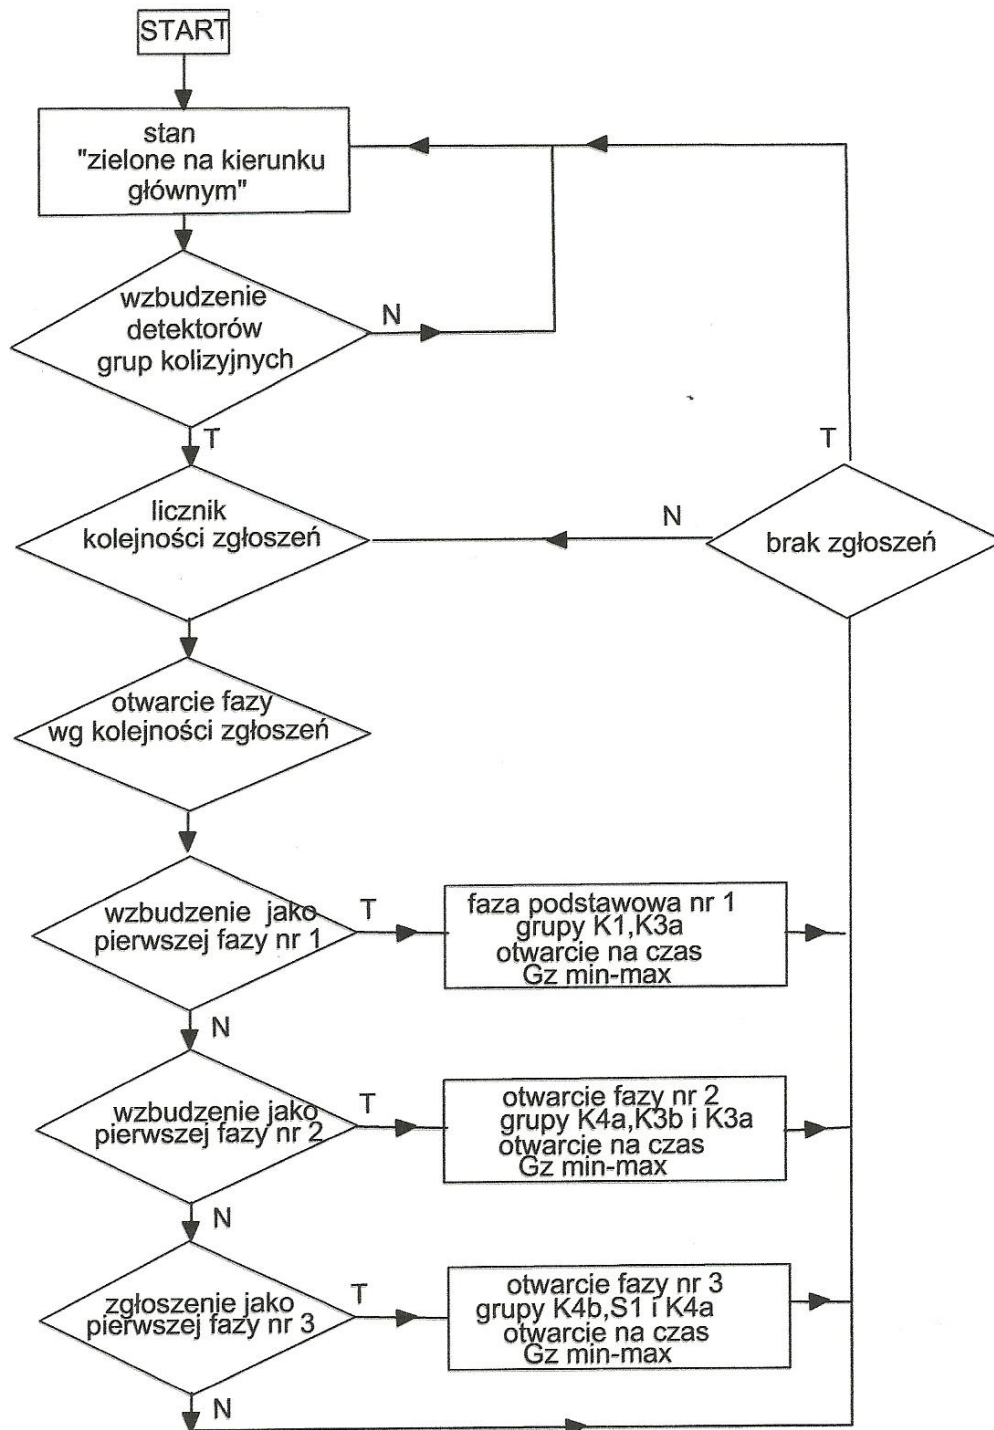 START
stan
"zielone na kierunku
głównym"
wzbudzenie
detektorów
grup kolizyjnych
N
T
T
licznik
kolejności zgłoszeń
N
brak zgłoszeń
otwarcie fazy
wg kolejności zgłoszeń
wzbudzenie jako
pierwszej fazy nr 1
T
faza podstawowa nr 1
grupy K1,K3a
otwarcie na czas
Gz min-max
N
wzbudzenie jako
pierwszej fazy nr 2
T
otwarcie fazy nr 2
grupy K4a,K3b i K3a
otwarcie na czas
Gz min-max
N
zgłoszenie jako
pierwszej fazy nr 3
T
otwarcie fazy nr 3
grupy K4b,S1 i K4a
otwarcie na czas
Gz min-max
N